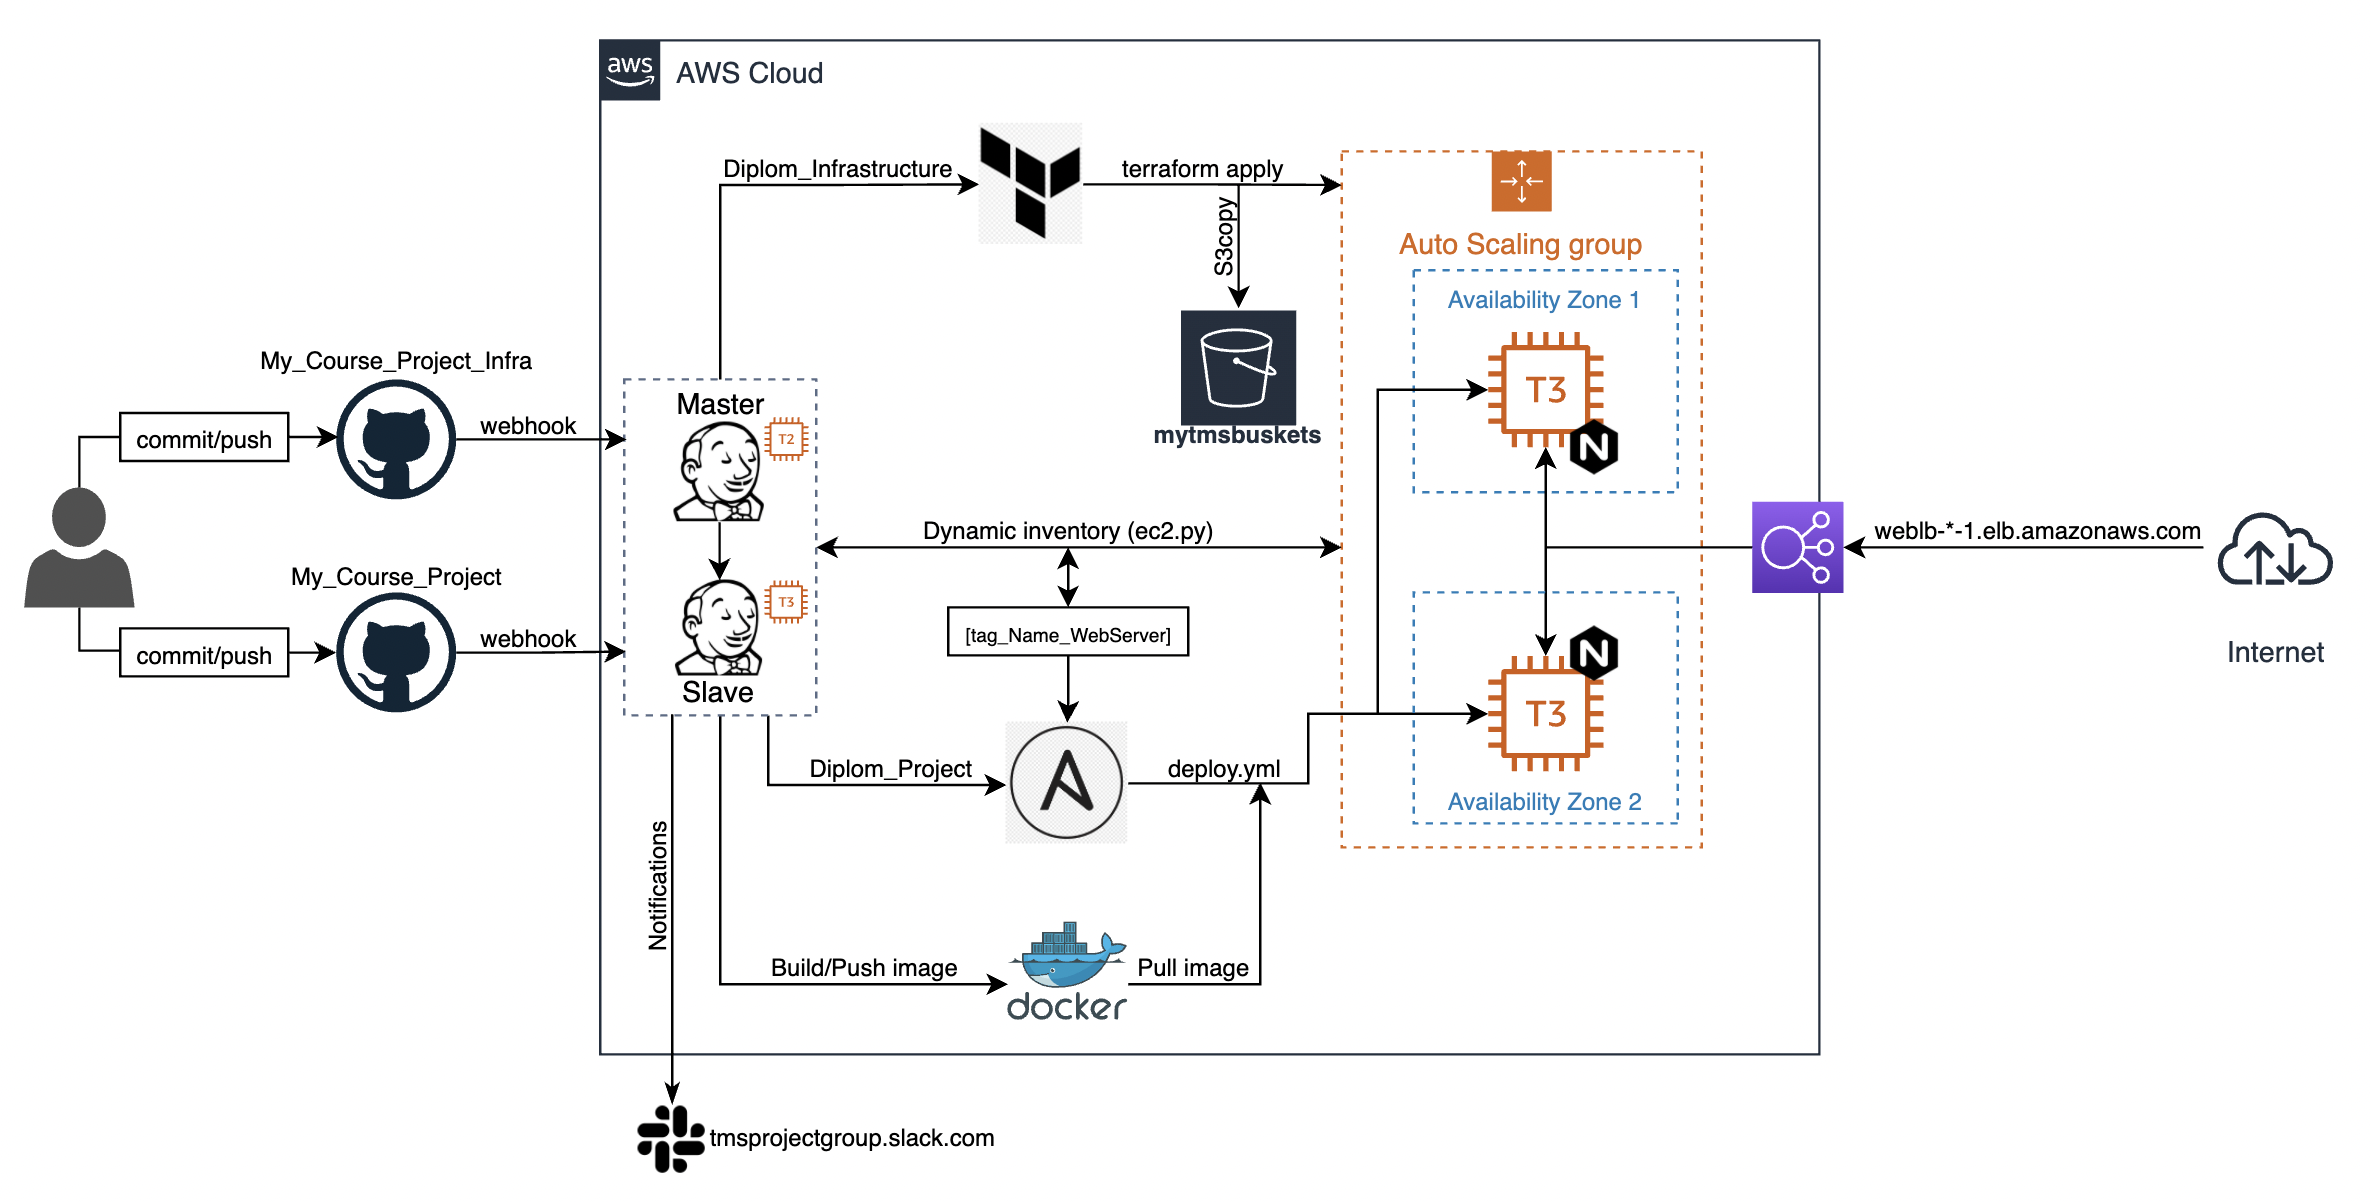 aws
AWS Cloud
Diplom_Infrastructure
terraform apply
S3copy
Auto Scaling group
Availability Zone 1
My_Course_Project_Infra
commit/push
webhook
Master
T2
T3
N
mytmsbuskets
Dynamic inventory (ec2.py)
weblb-*-1.elb.amazonaws.com
My_Course_Project
commit/push
webhook
T3
Slave
[tag_Name_WebServer]
N
T3
Internet
Diplom_Project
A
deploy.yml
Availability Zone 2
Notifications
Build/Push image
Pull image
docker
tmsprojectgroup.slack.com